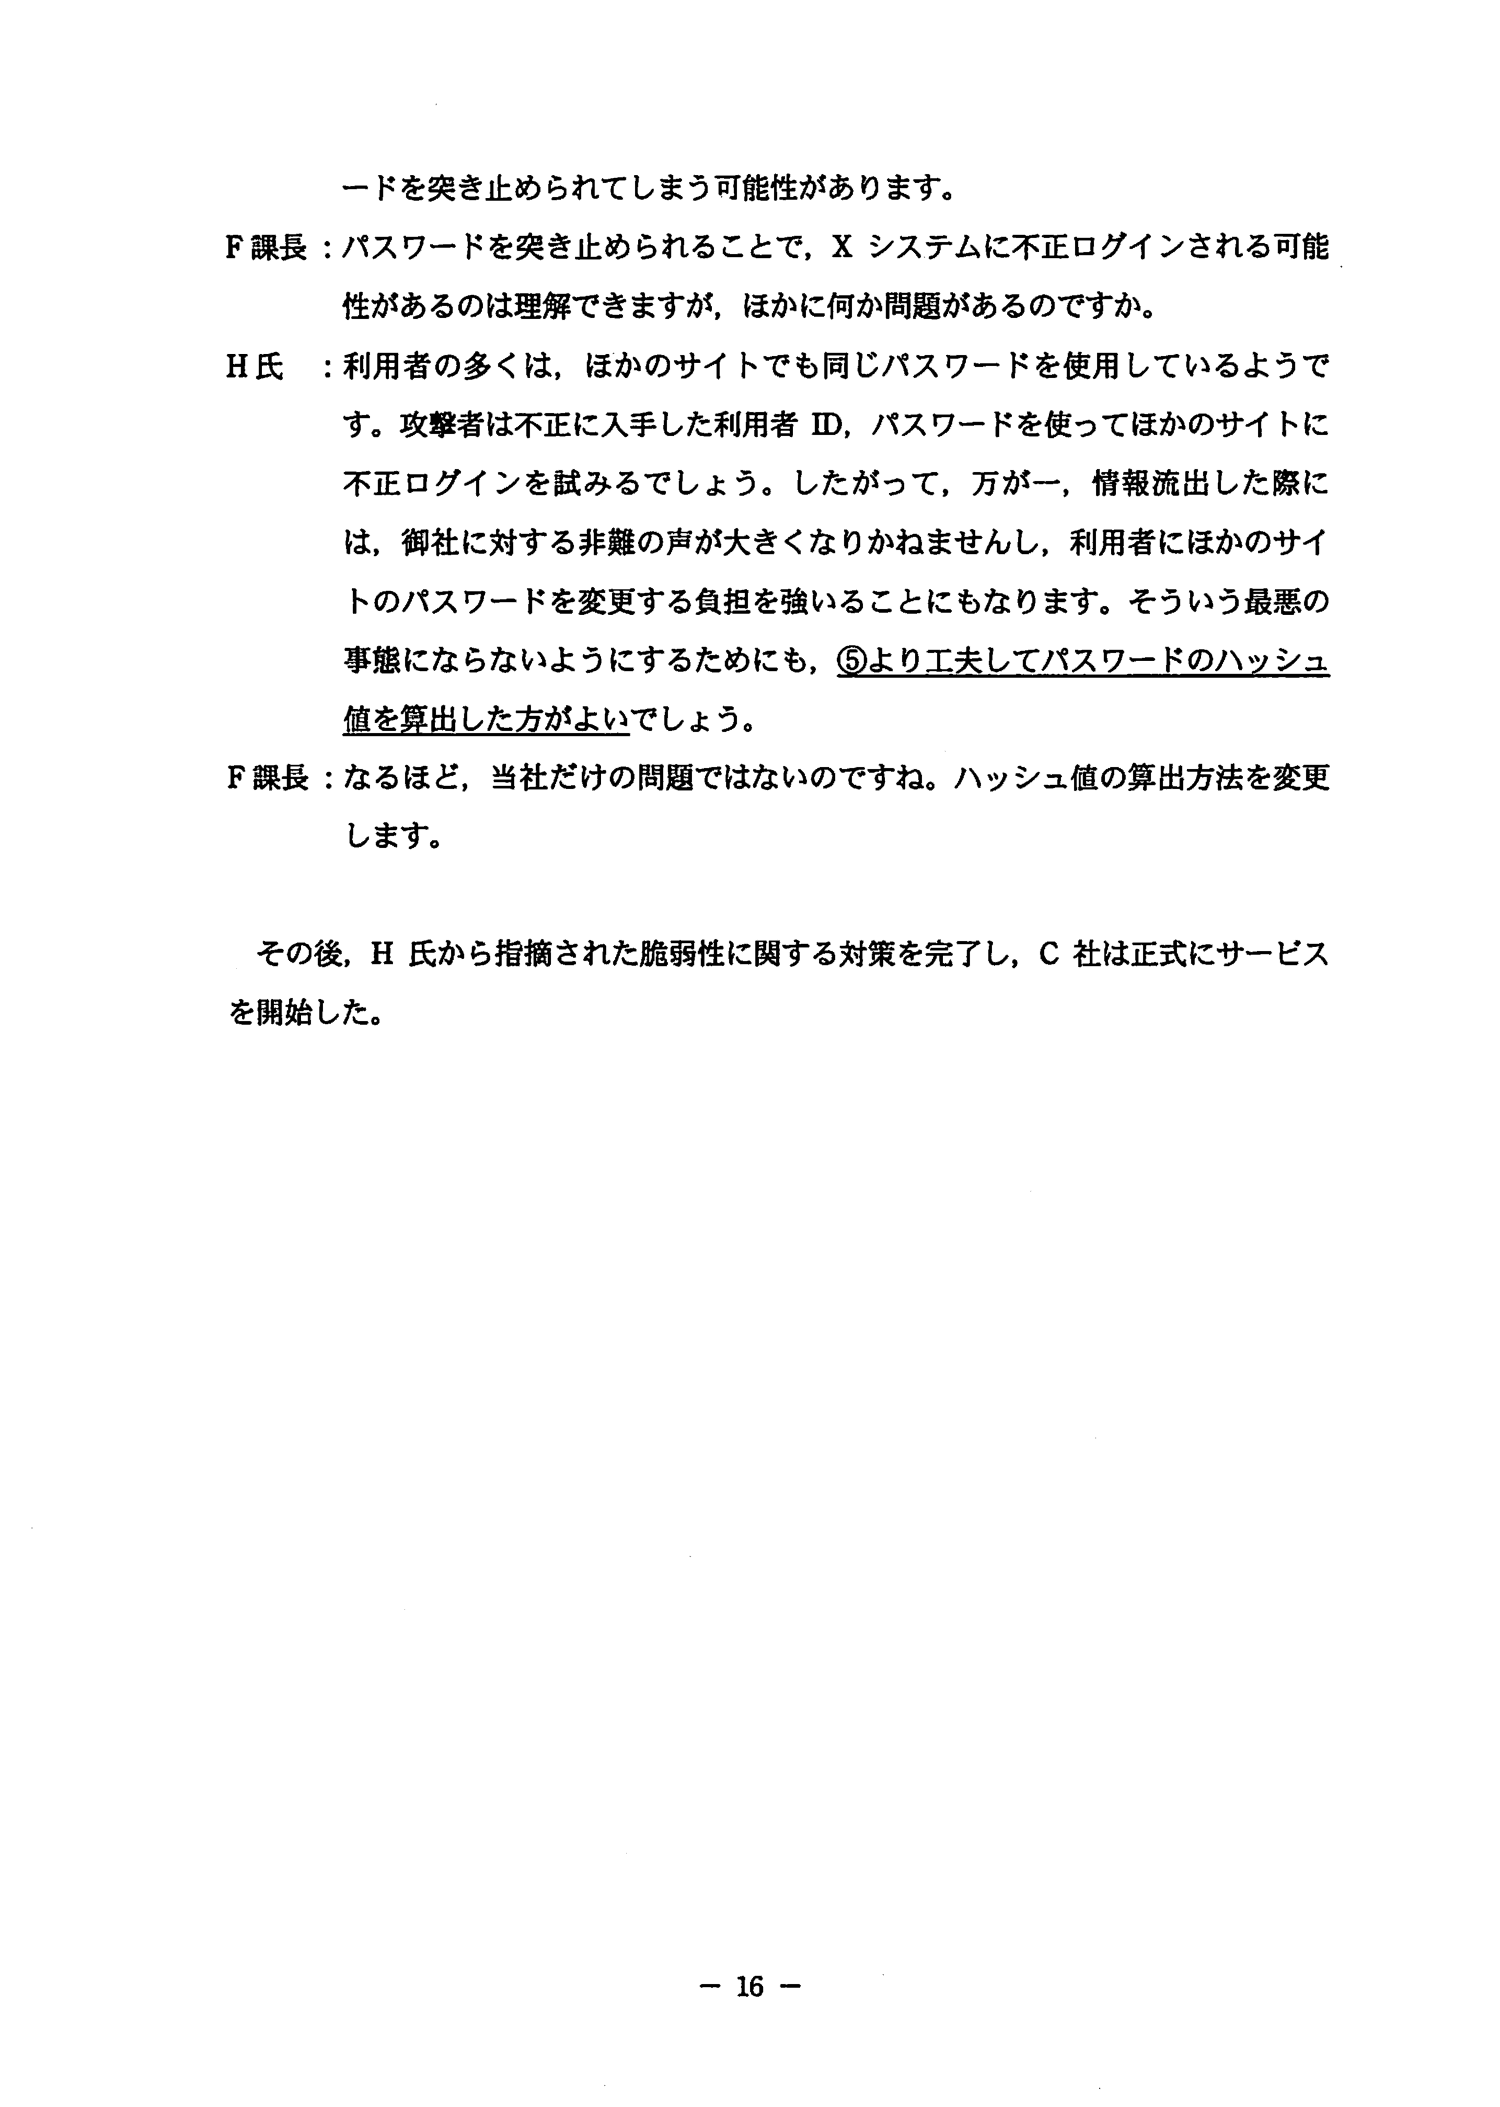 ードを突き止められてしまう可能性があります。
F 課長：パスワードを突き止められることで，X システムに不正ログインされる可能
性があるのは理解できますが，ほかに何か問題があるのですか。
H 氏　：利用者の多くは，ほかのサイトでも同じパスワードを使用しているようで
す。攻撃者は不正に入手した利用者 ID，パスワードを使ってほかのサイトに
不正ログインを試みるでしょう。したがって，万が一，情報流出した際に
は，御社に対する非難の声が大きくなりかねませんし，利用者にほかのサイ
トのパスワードを変更する負担を強いることにもなります。そういう最悪の
事態にならないようにするためにも，⑤より工夫してパスワードのハッシュ
値を算出した方がよいでしょう。
F 課長：なるほど，当社だけの問題ではないのですね。ハッシュ値の算出方法を変更
します。
その後，H 氏から指摘された脆弱性に関する対策を完了し，C 社は正式にサービス
を開始した。
－ 16 －